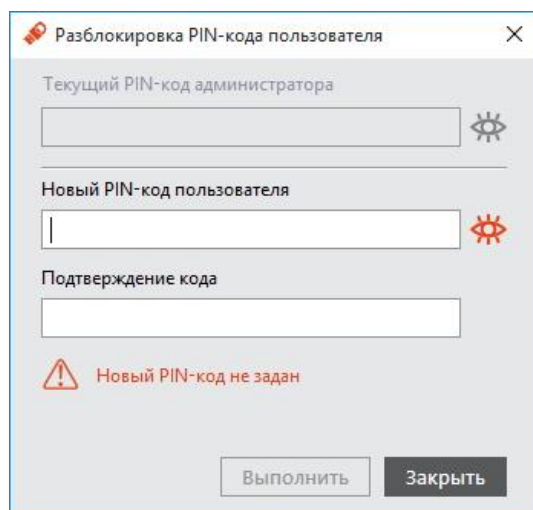 Разблокировка PIN-кода пользователя
Текущий PIN-код администратора
Новый PIN-код пользователя
Подтверждение кода
Новый PIN-код не задан
Выполнить Закрыть